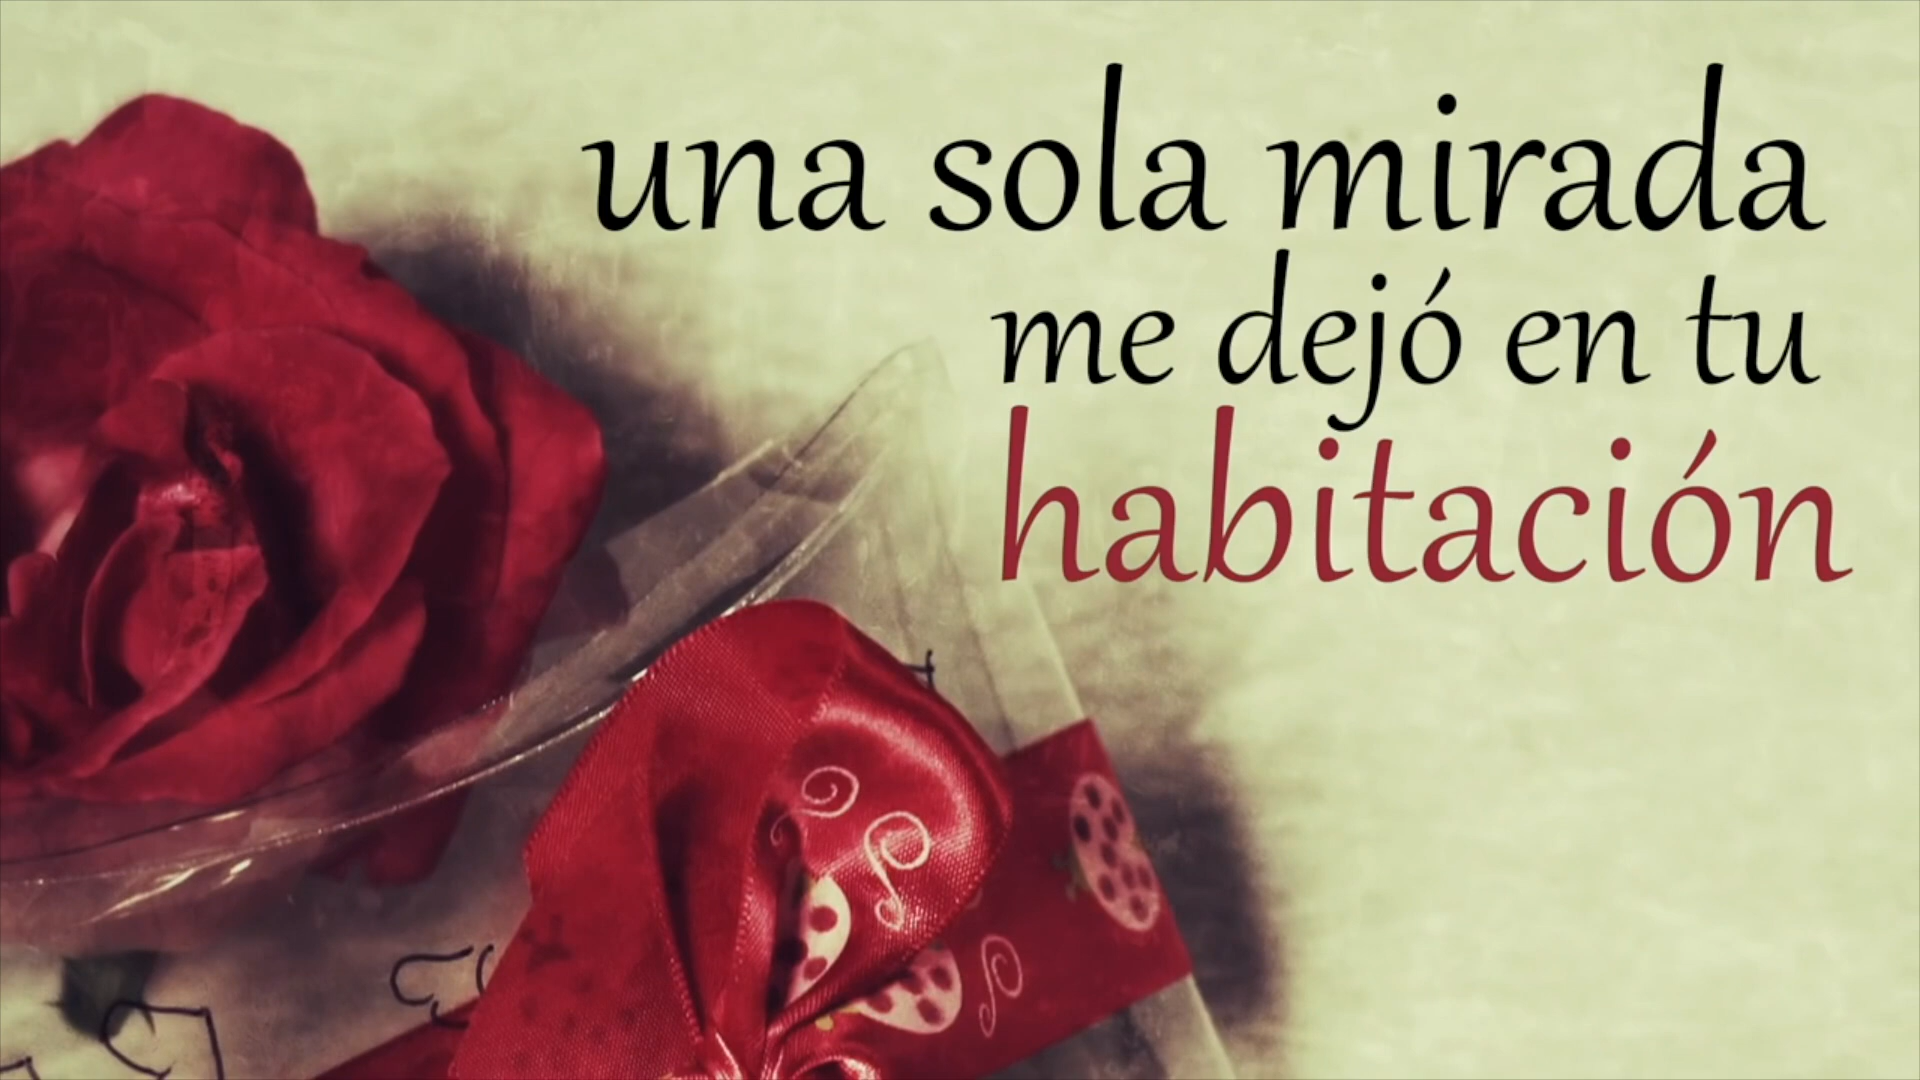 una sola mirada
me dejó en tu
habitación